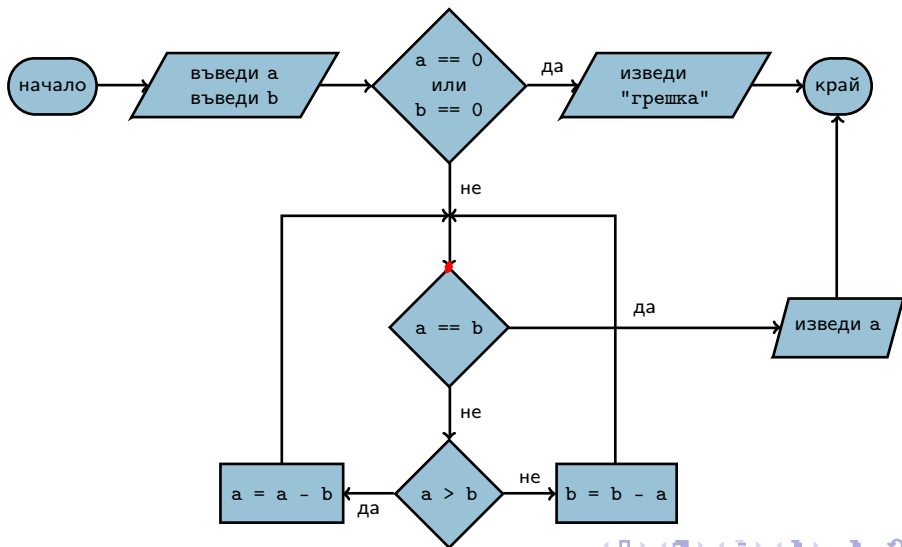 начало
въведи a
въведи b
a == 0
или
b == 0
да
изведи
"грешка"
край
не
a == b
да
изведи a
не
a = a - b
да
a > b
не
b = b - a